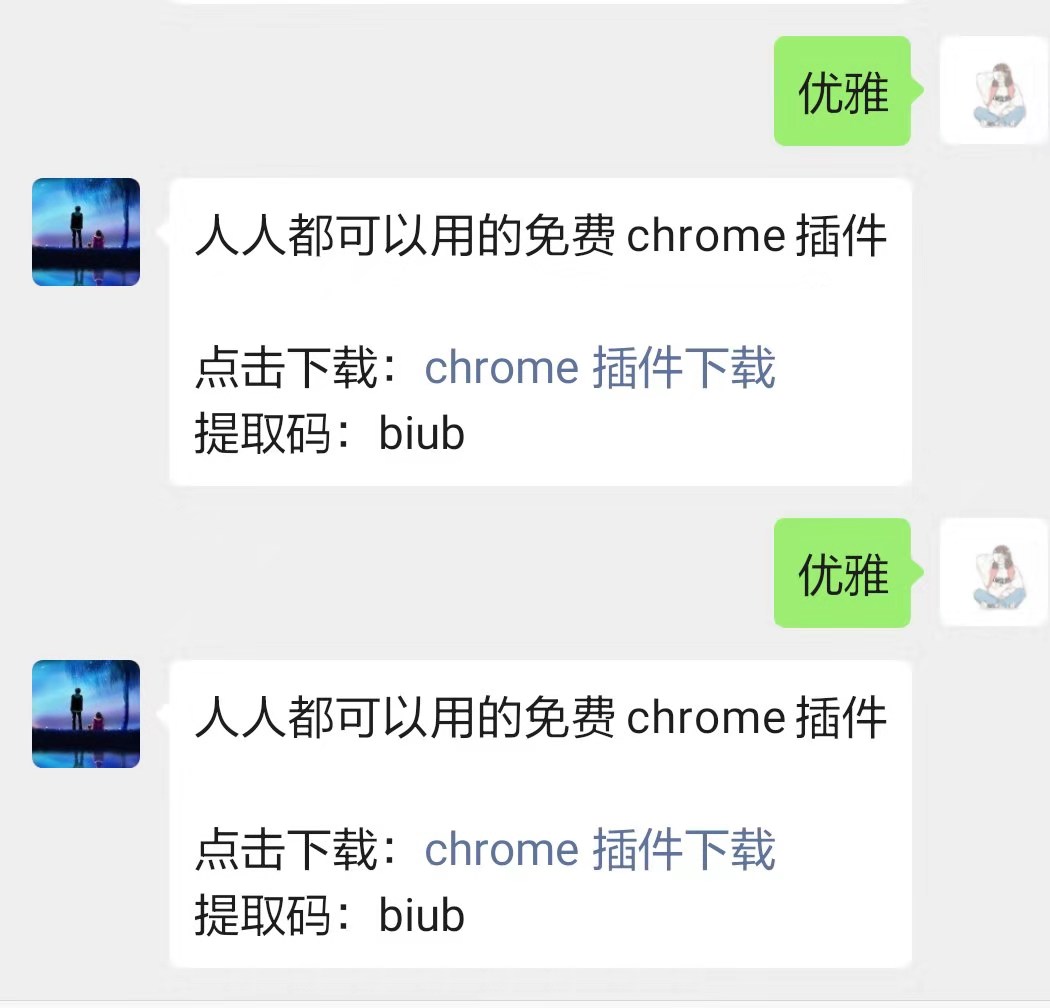 优雅
人人都可以用的免费 chrome 插件
点击下载：chrome 插件下载
提取码：biub
优雅
人人都可以用的免费 chrome 插件
点击下载：chrome 插件下载
提取码：biub